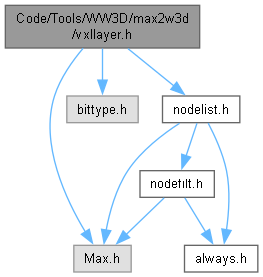 Code/Tools/WW3D/max2w3d
/vxllayer.h
bittype.h
nodelist.h
nodefilt.h
Max.h
always.h